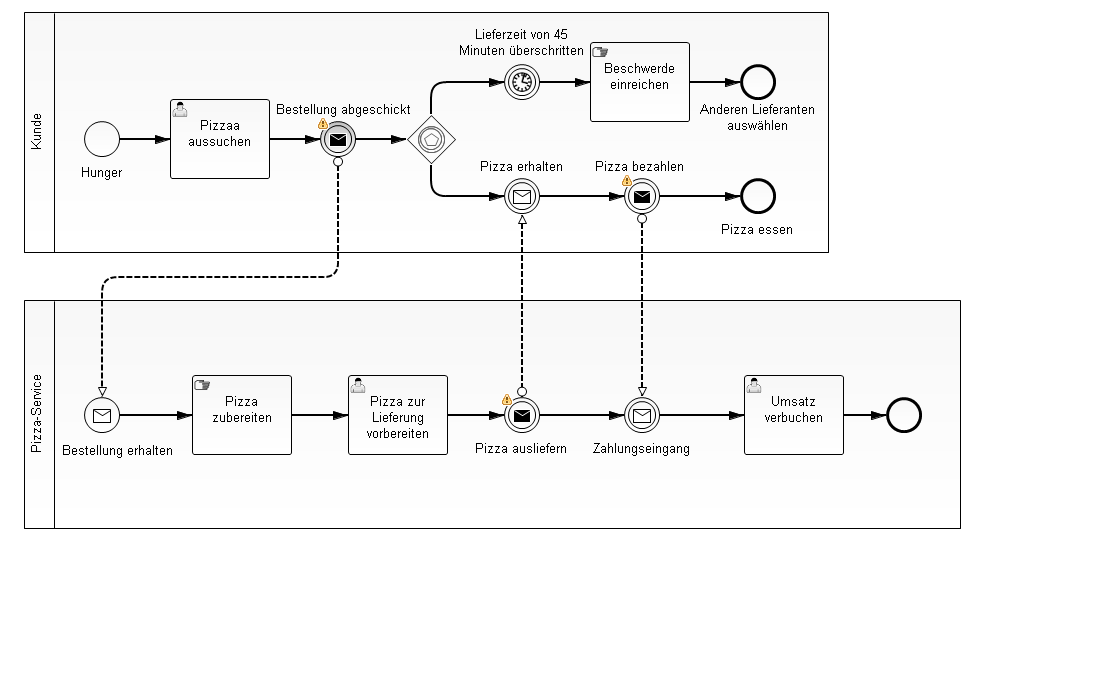 Kunde
Hunger
Pizzaa
aussuchen
Bestellung abgeschickt
Lieferzeit von 45
Minuten überschritten
Beschwerde
einreichen
Anderen Lieferanten
auswählen
Pizza erhalten
Pizza bezahlen
Pizza essen
Pizza-Service
Bestellung erhalten
Pizza
zubereiten
Pizza zur
Lieferung
vorbereiten
Pizza ausliefern
Zahlungseingang
Umsatz
verbuchen